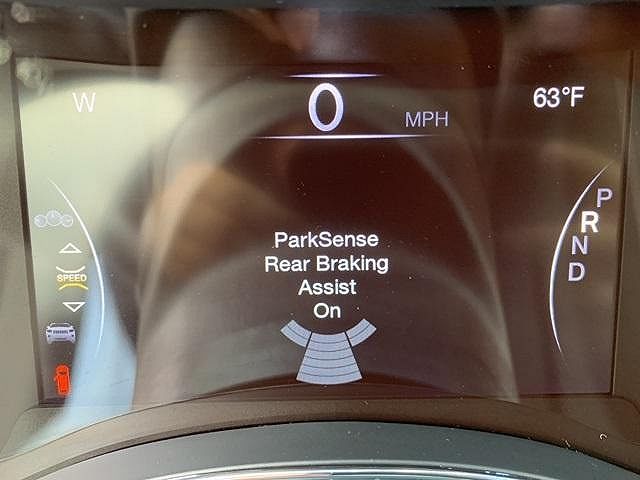 W
0
MPH
63°F
P
R
N
D
SPEED
ParkSense
Rear Braking
Assist
On